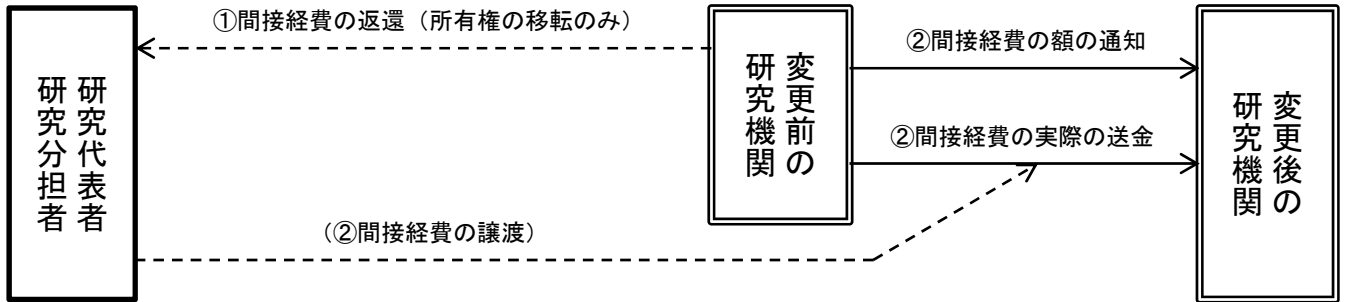 ①間接経費の返還（所有権の移転のみ）
研究代表者
研究分担者
変更前の
研究機関
②間接経費の額の通知
②間接経費の実際の送金
変更後の
研究機関
（②間接経費の譲渡）